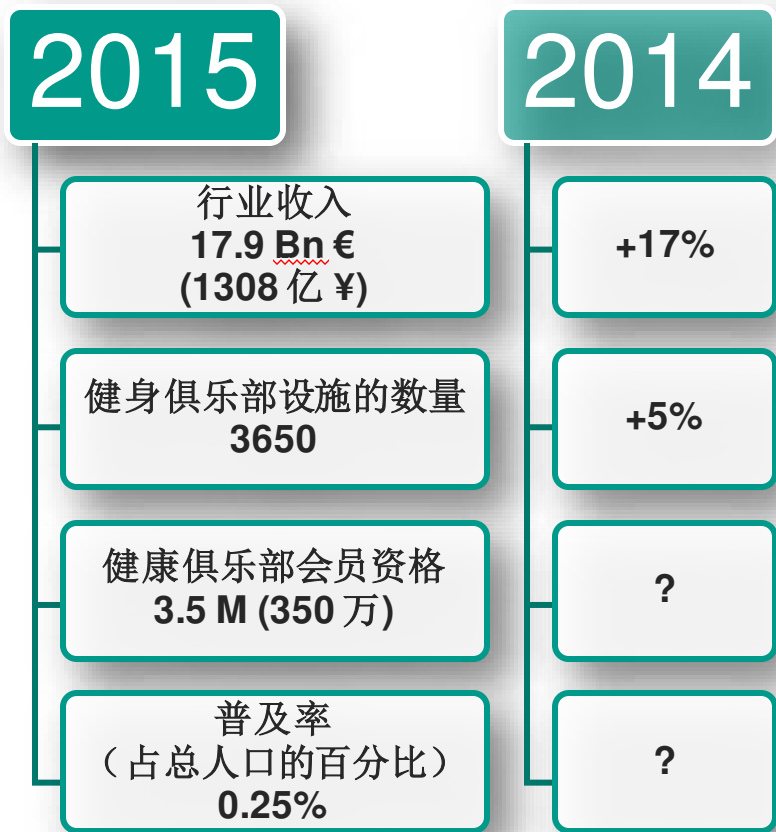 2015
行业收入
17.9 Bn €
(1308 亿 ¥)
健身俱乐部设施的数量
3650
健康俱乐部会员资格
3.5 M (350 万)
普及率
（占总人口的百分比）
0.25%
2014
+17%
+5%
?
?